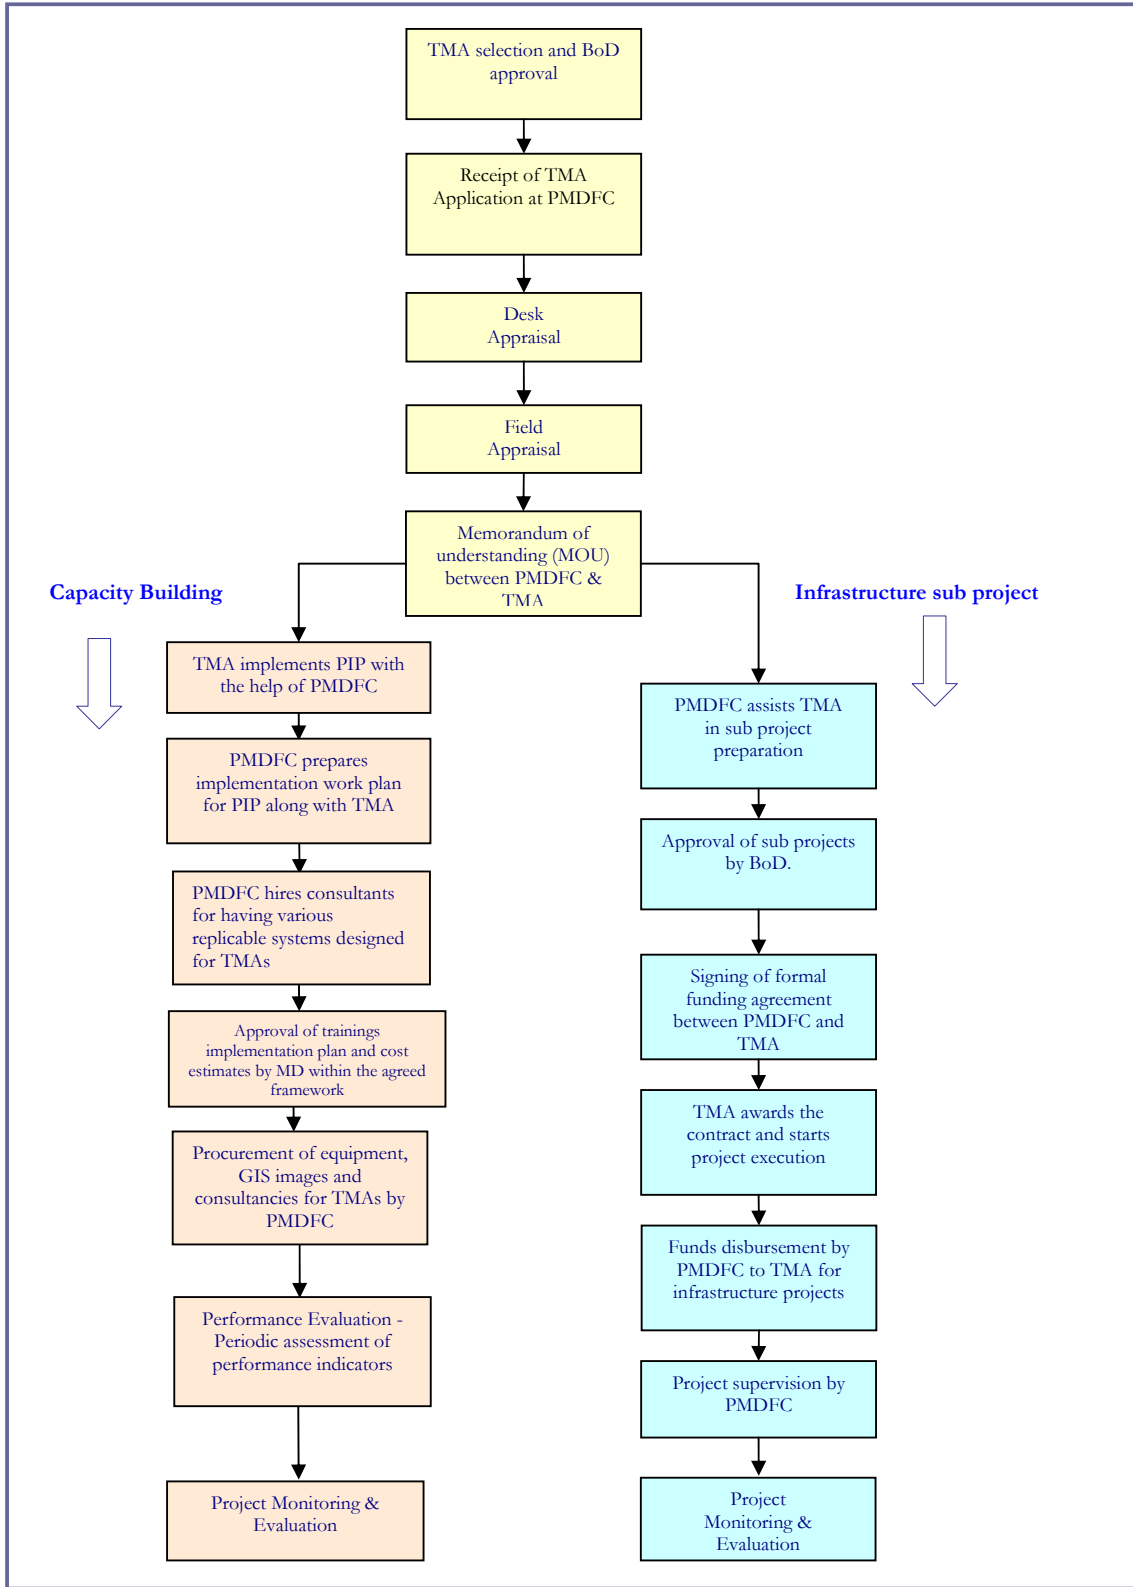 TMA selection and BoD
approval
Receipt of TMA
Application at PMDFC
Desk
Appraisal
Field
Appraisal
Memorandum of
understanding (MOU)
between PMDFC &
TMA
Capacity Building
TMA implements PIP with
the help of PMDFC
PMDFC prepares
implementation work plan
for PIP along with TMA
PMDFC hires consultants
for having various
replicable systems designed
for TMAs
Approval of trainings
implementation plan and cost
estimates by MD within the agreed
framework
Procurement of equipment,
GIS images and
consultancies for TMAs by
PMDFC
Performance Evaluation -
Periodic assessment of
performance indicators
Project Monitoring &
Evaluation
Infrastructure sub project
PMDFC assists TMA
in sub project
preparation
Approval of sub projects
by BoD.
Signing of formal
funding agreement
between PMDFC and
TMA
TMA awards the
contract and starts
project execution
Funds disbursement by
PMDFC to TMA for
infrastructure projects
Project supervision by
PMDFC
Project
Monitoring &
Evaluation